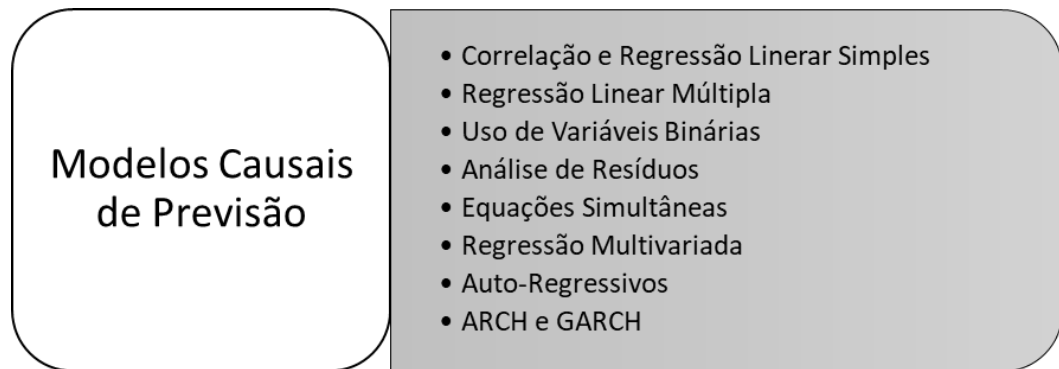 Modelos Causais
de Previsão
• Correlação e Regressão Linerar Simples
• Regressão Linear Múltipla
• Uso de Variáveis Binárias
• Análise de Resíduos
• Equações Simultâneas
• Regressão Multivariada
• Auto-Regressivos
• ARCH e GARCH